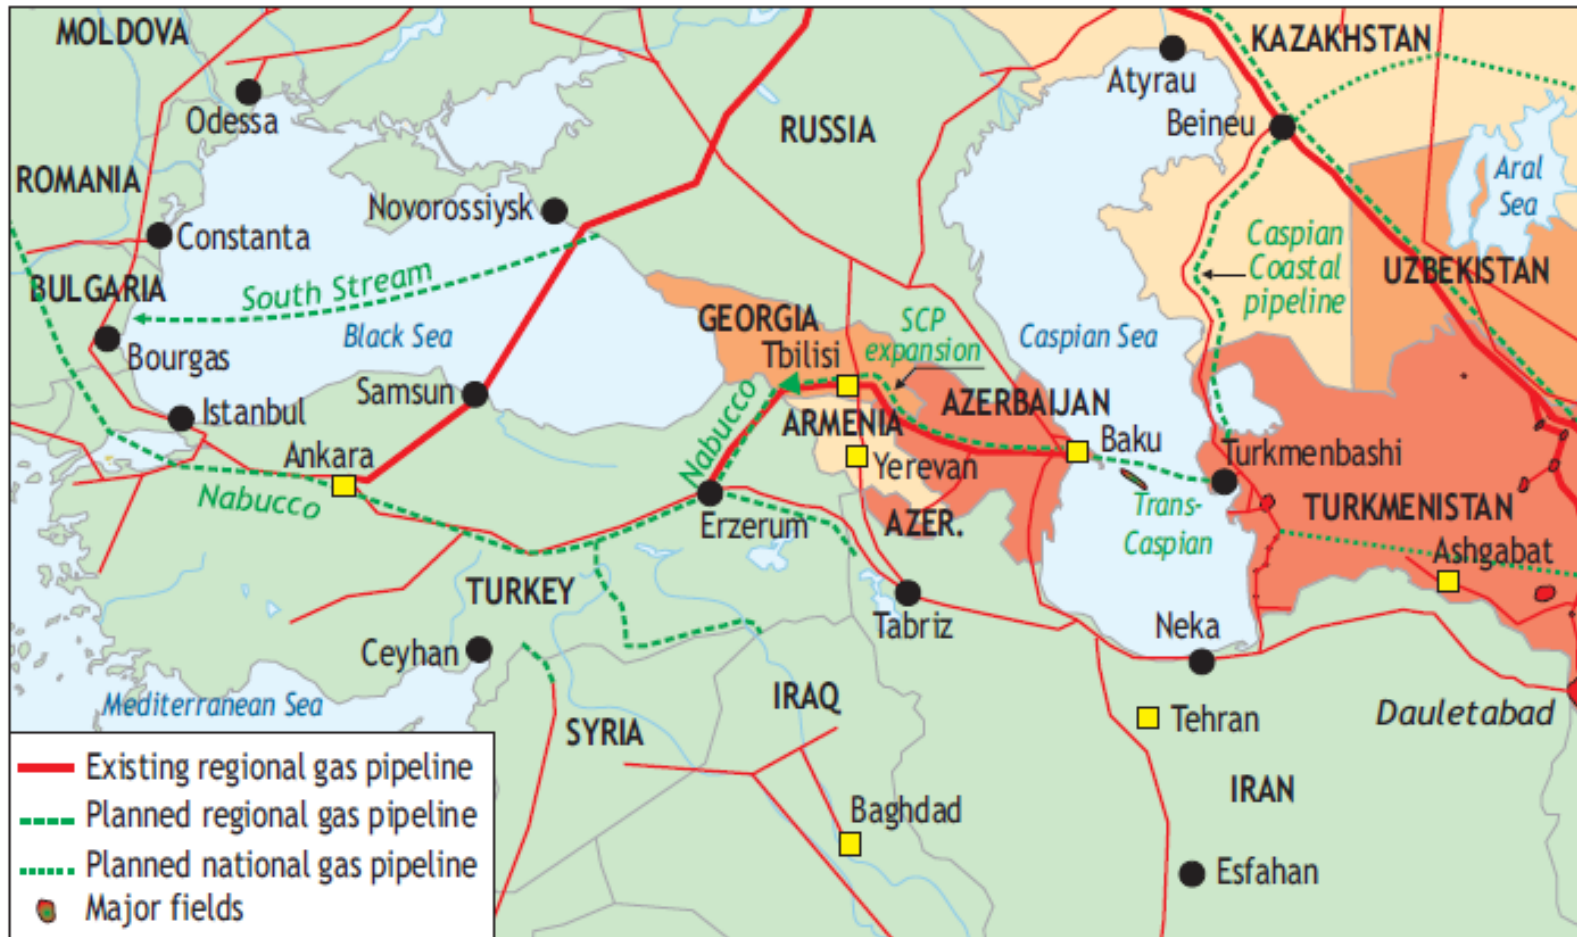 MOLDOVA
KAZAKHSTAN
Atyrau
Odessa
Beineu
RUSSIA
ROMANIA
Aral
Sea
Novorossiysk
Constanta
Caspian
Coastal
pipeline
UZBEKISTAN
BULGARIA
South Stream
GEORGIA
SCP
expansion
Black Sea
Caspian Sea
Bourgas
Tbilisi
Samsun
AZERBAIJAN
Istanbul
ARMENIA
Nabucco
Baku
Ankara
Yerevan
Turkmenbashi
Nabucco
Trans-
Caspian
TURKMENISTAN
Erzerum
AZER.
Ashgabat
TURKEY
Tabriz
Neka
Ceyhan
Mediterranean Sea
IRAQ
Dauletabad
SYRIA
Tehran
Existing regional gas pipeline
IRAN
Planned regional gas pipeline
Baghdad
Planned national gas pipeline
Esfahan
Major fields